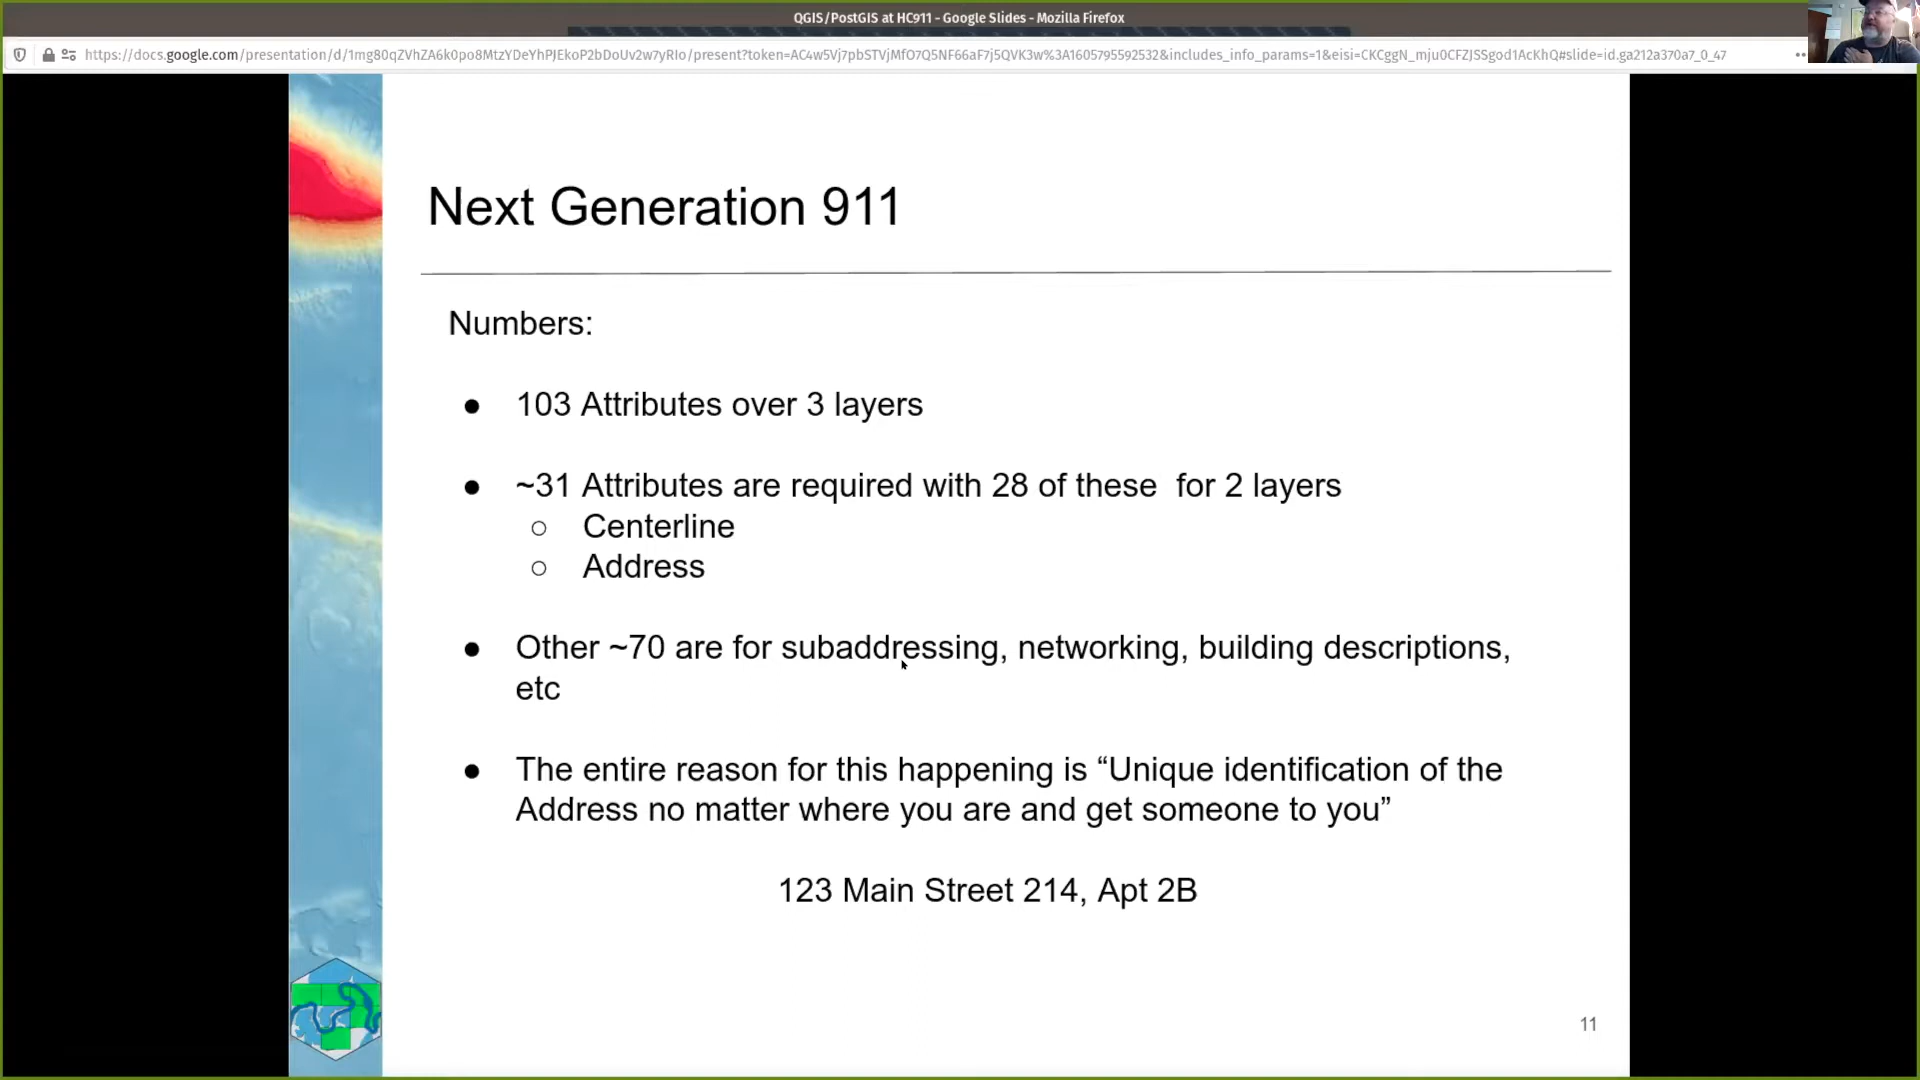 QGIS/PostGIS at HC911 - Google Slides - Mozilla Firefox
https://docs.google.com/presentation/d/1mg80qZVhZA6k0po8MtzYDeYhPJEkoP2bDoUv2w7yRIo/present?token=AC4w5Vj7pbSTVjMfO7Q5NF66aF7j5QVK3w%3A1605795592532&includes_info_params=1&eisi=CKCggN_mju0CFZJSSgod1AcKhQ#slide=id.ga212a370a7_0_47
Next Generation 911
Numbers:
● 103 Attributes over 3 layers
● ~31 Attributes are required with 28 of these for 2 layers
○ Centerline
○ Address
● Other ~70 are for subaddressing, networking, building descriptions,
etc
● The entire reason for this happening is “Unique identification of the
Address no matter where you are and get someone to you”
123 Main Street 214, Apt 2B
11